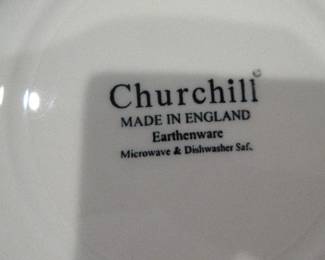 Churchill
MADE IN ENGLAND
Earthenware
Microwave & Dishwasher Saf.